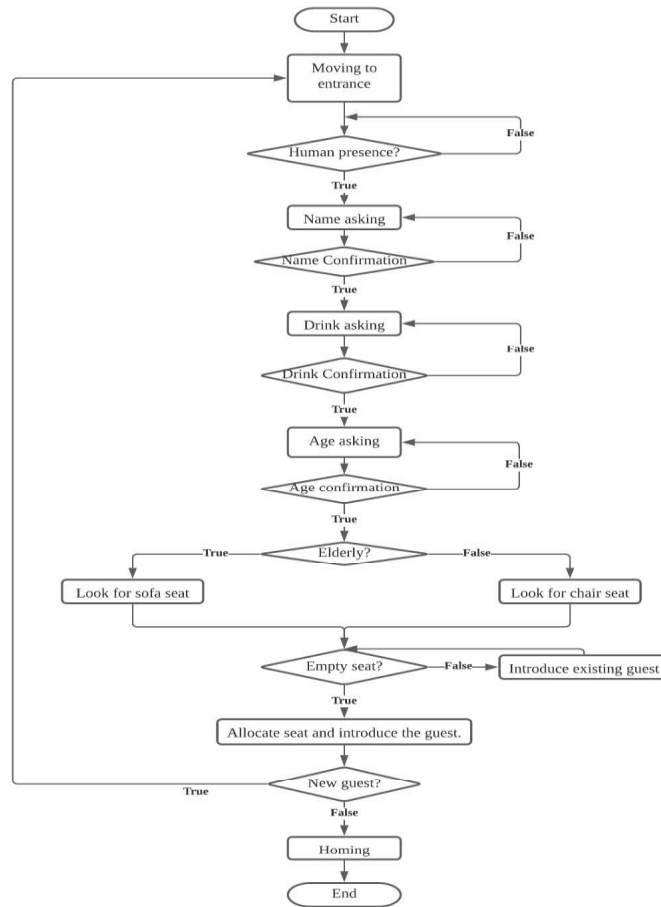 Start
Moving to
entrance
False
Human presence?
True
Name asking
False
Name Confirmation
True
Drink asking
False
Drink Confirmation
True
Age asking
False
Age confirmation
True
True
Elderly?
False
Look for sofa seat
Look for chair seat
Empty seat?
False
Introduce existing guest
True
Allocate seat and introduce the guest.
New guest?
True
False
Homing
End